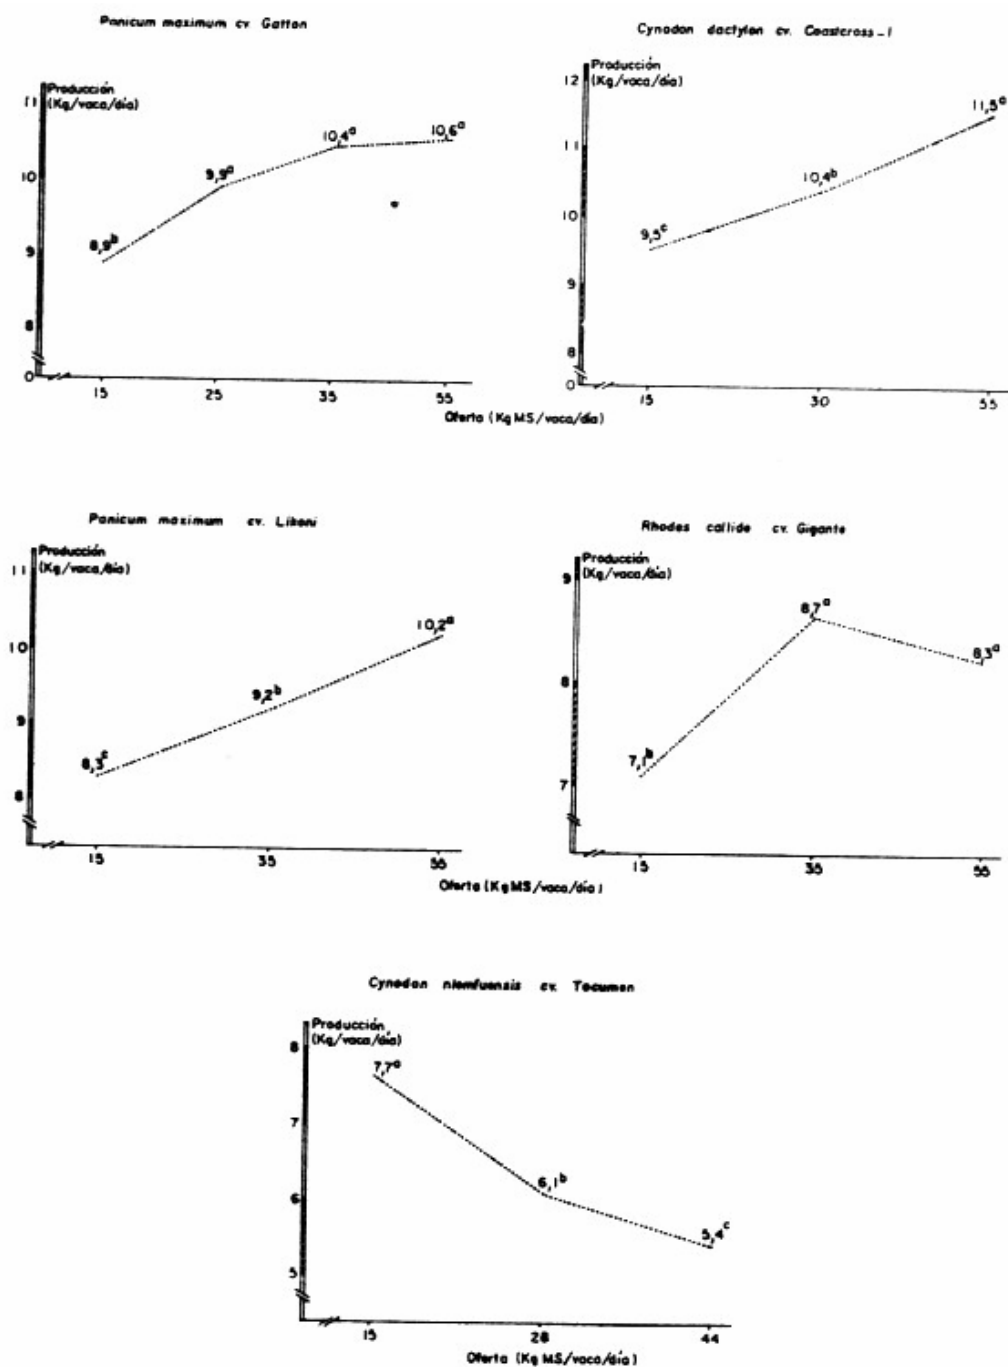 Panicum maximum cv. Gatton
Producción
(Kg/vaca/día)
11
10
9
8
0
8,9b
9,9a
10,4a
10,6a
15 25 35 55
Oferta (Kg MS/vaca/día)
Cynodon dactylon cv. Coastcross-1
Producción
(Kg/vaca/día)
12
11
10
9
8
0
9,5c
10,4b
11,5a
15 30 55
Panicum maximum cv. Likoni
Producción
(Kg/vaca/día)
11
10
9
8
8,3c
9,2b
10,2a
15 35 55
Oferta (Kg MS/vaca/día)
Rhodes callide cv. Gigante
Producción
(Kg/vaca/día)
9
8
7
7,1b
8,7a
8,3a
15 35 55
Cynodon nlemfuensis cv. Tocumen
Producción
(Kg/vaca/día)
8
7
6
5
7,7a
6,1b
5,4c
15 28 44
Oferta (Kg MS/vaca/día)